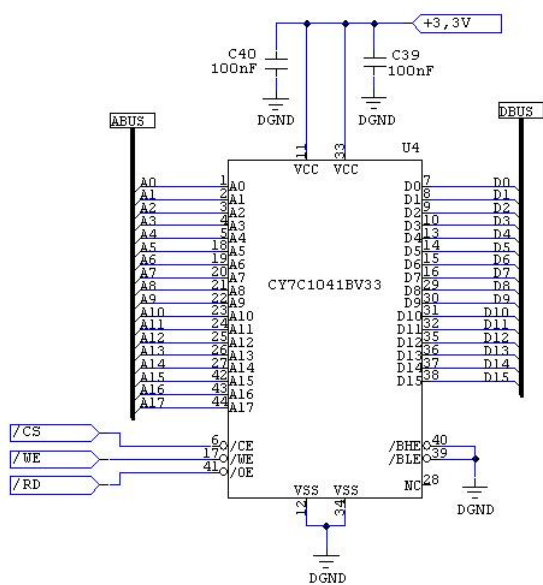 +3,3V
C40
100nF
C39
100nF
DGND
DGND
ABUS
DBUS
U4
11
33
VCC
VCC
A0 1 A0
A1 2 A1
A2 3 A2
A3 4 A3
A4 5 A4
A5 18 A5
A6 19 A6
A7 20 A7
A8 21 A8
A9 22 A9
A10 23 A10
A11 24 A11
A12 25 A12
A13 26 A13
A14 27 A14
A15 42 A15
A16 43 A16
A17 44 A17
CY7C1041BV33
D0 7 D0
D1 8 D1
D2 9 D2
D3 10 D3
D4 13 D4
D5 14 D5
D6 15 D6
D7 16 D7
D8 29 D8
D9 30 D9
D10 31 D10
D11 32 D11
D12 35 D12
D13 36 D13
D14 37 D14
D15 38 D15
/CS
/WE
/RD
6 /CE
17 /WE
41 /OE
/BHE 40
/BLE 39
NC 28
VSS
VSS
12
34
DGND
DGND